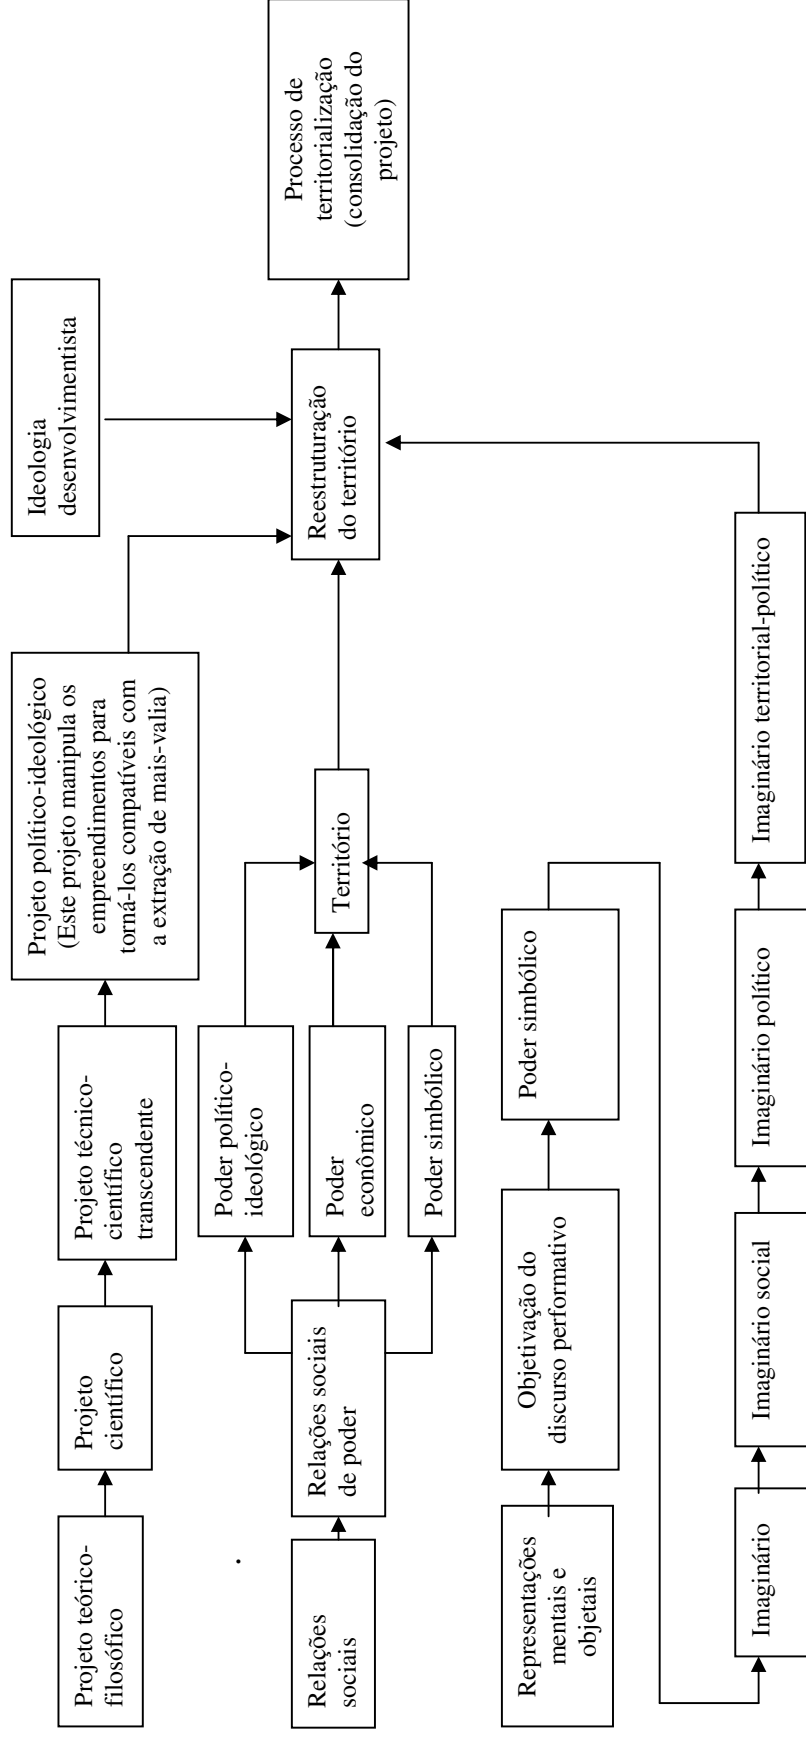 Projeto teórico-
filosófico
Projeto
científico
Projeto técnico-
científico
transcendente
Projeto político-ideológico
(Este projeto manipula os
empreendimentos para
torná-los compatíveis com
a extração de mais-valia)
Ideologia
desenvolvimentista
Relações
sociais
Relações sociais
de poder
Poder político-
ideológico
Poder
econômico
Poder simbólico
Território
Reestruturação
do território
Processo de
territorialização
(consolidação do
projeto)
Representações
mentais e
objetais
Objetivação do
discurso performativo
Poder simbólico
Imaginário
Imaginário social
Imaginário político
Imaginário territorial-político